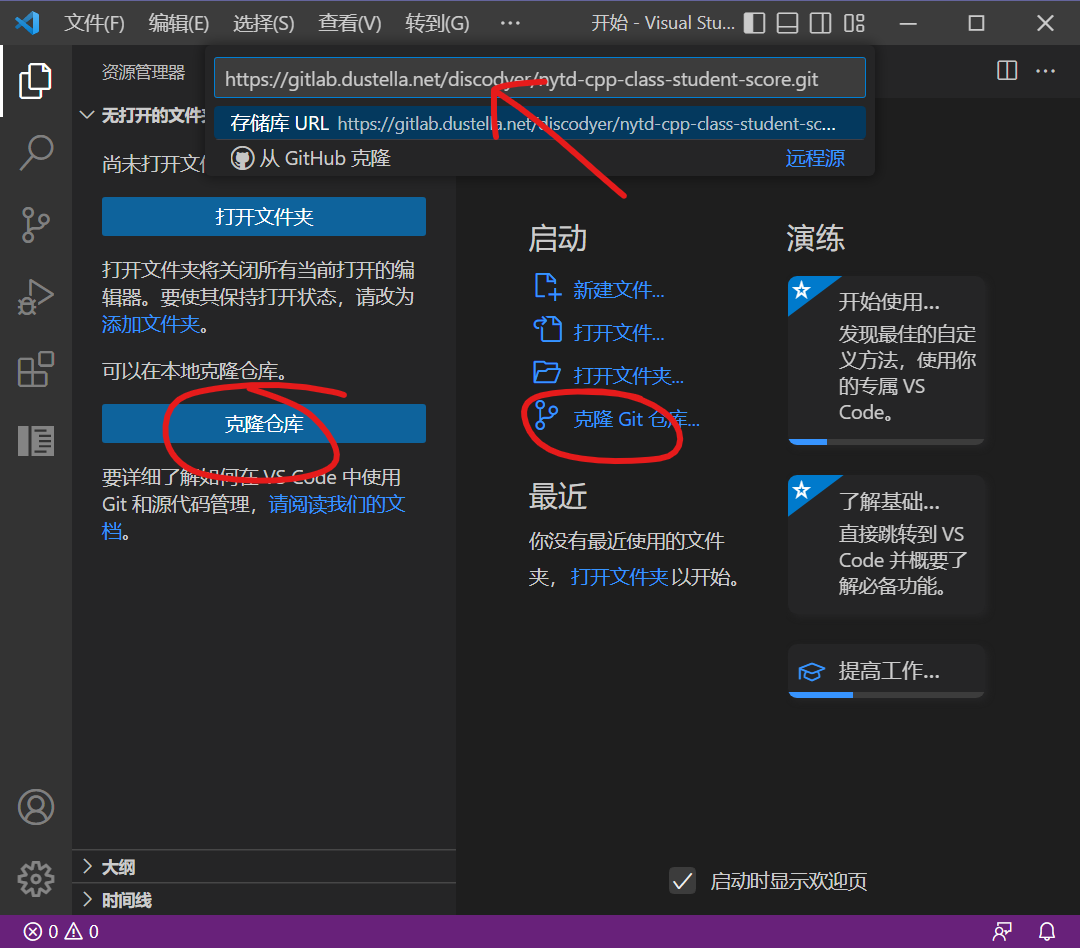 文件(F) 编辑(E) 选择(S) 查看(V) 转到(G) ··· 开始 - Visual Stu...
资源管理器
https://gitlab.dustella.net/discodyer/nytd-cpp-class-student-score.git
存储库 URL https://gitlab.dustella.net/discodyer/nytd-cpp-class-student-sc...
从 GitHub 克隆 远程源
无打开的文件
尚未打开文
打开文件夹
打开文件夹将关闭所有当前打开的编
辑器。要使其保持打开状态，请改为
添加文件夹。
可以在本地克隆仓库。
克隆仓库
要详细了解如何在 VS Code 中使用
Git 和源代码管理，请阅读我们的文
档。
大纲
时间线
启动
新建文件...
打开文件...
打开文件夹...
克隆 Git 仓库...
最近
你没有最近使用的文件
夹，打开文件夹以开始。
演练
开始使用...
发现最佳的自定
义方法，使用你
的专属 VS
Code。
了解基础...
直接跳转到 VS
Code 并概要了
解必备功能。
提高工作...
启动时显示欢迎页
0 0